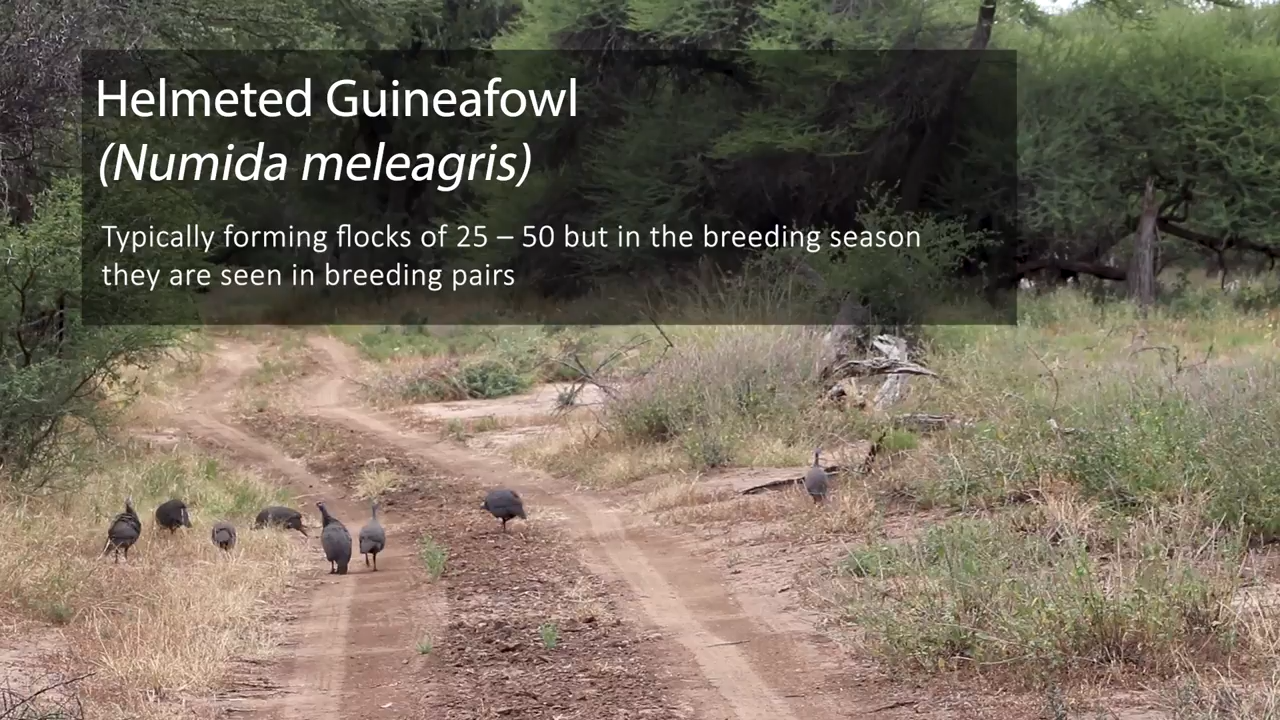 Helmeted Guineafowl
(Numida meleagris)
Typically forming flocks of 25 – 50 but in the breeding season
they are seen in breeding pairs